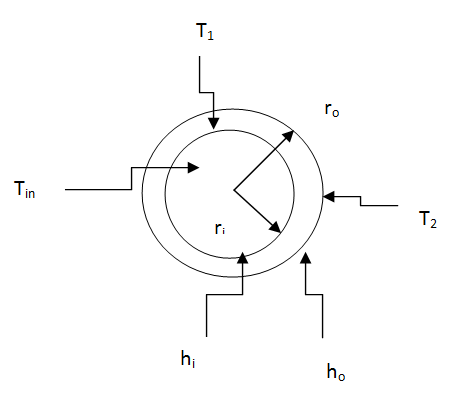 T₁
rₒ
Tᵢₙ
rᵢ
T₂
hᵢ
hₒ